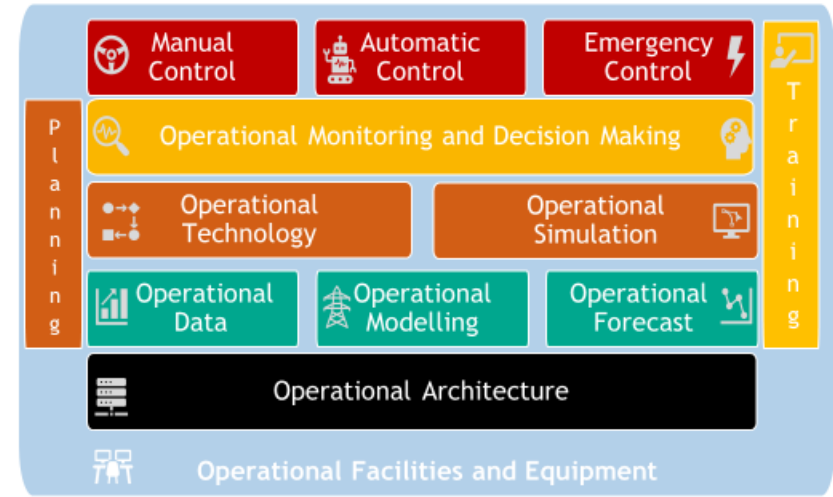 Manual
Control
Automatic
Control
Emergency
Control
Planning
Operational Monitoring and Decision Making
Training
Operational
Technology
Operational
Simulation
Operational
Data
Operational
Modelling
Operational
Forecast
Operational Architecture
Operational Facilities and Equipment